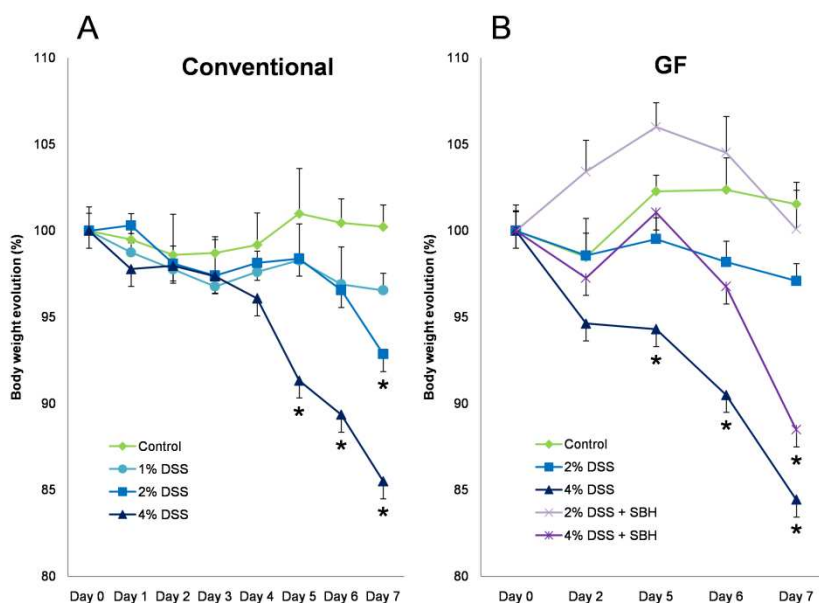 A
Conventional
110
105
100
95
90
85
80
Body weight evolution (%)
Control
1% DSS
2% DSS
4% DSS
*
*
*
*
Day 0 Day 1 Day 2 Day 3 Day 4 Day 5 Day 6 Day 7
B
GF
110
105
100
95
90
85
80
Body weight evolution (%)
Control
2% DSS
4% DSS
2% DSS + SBH
4% DSS + SBH
*
*
*
*
Day 0 Day 2 Day 5 Day 6 Day 7